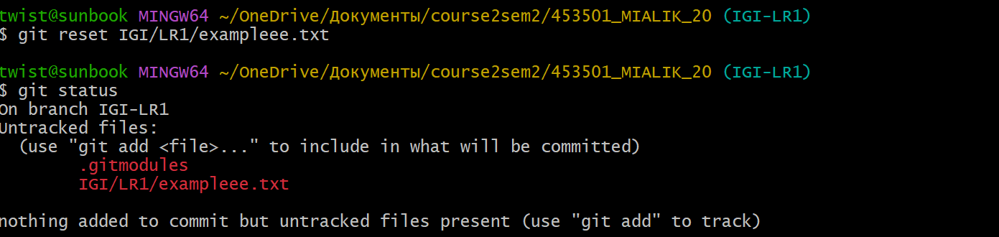 twist@sunbook MINGW64 ~/OneDrive/Документы/course2sem2/453501_MIALIK_20 (IGI-LR1)
$ git reset IGI/LR1/exampleee.txt
twist@sunbook MINGW64 ~/OneDrive/Документы/course2sem2/453501_MIALIK_20 (IGI-LR1)
$ git status
On branch IGI-LR1
Untracked files:
  (use "git add <file>..." to include in what will be committed)
        .gitmodules
        IGI/LR1/exampleee.txt
nothing added to commit but untracked files present (use "git add" to track)